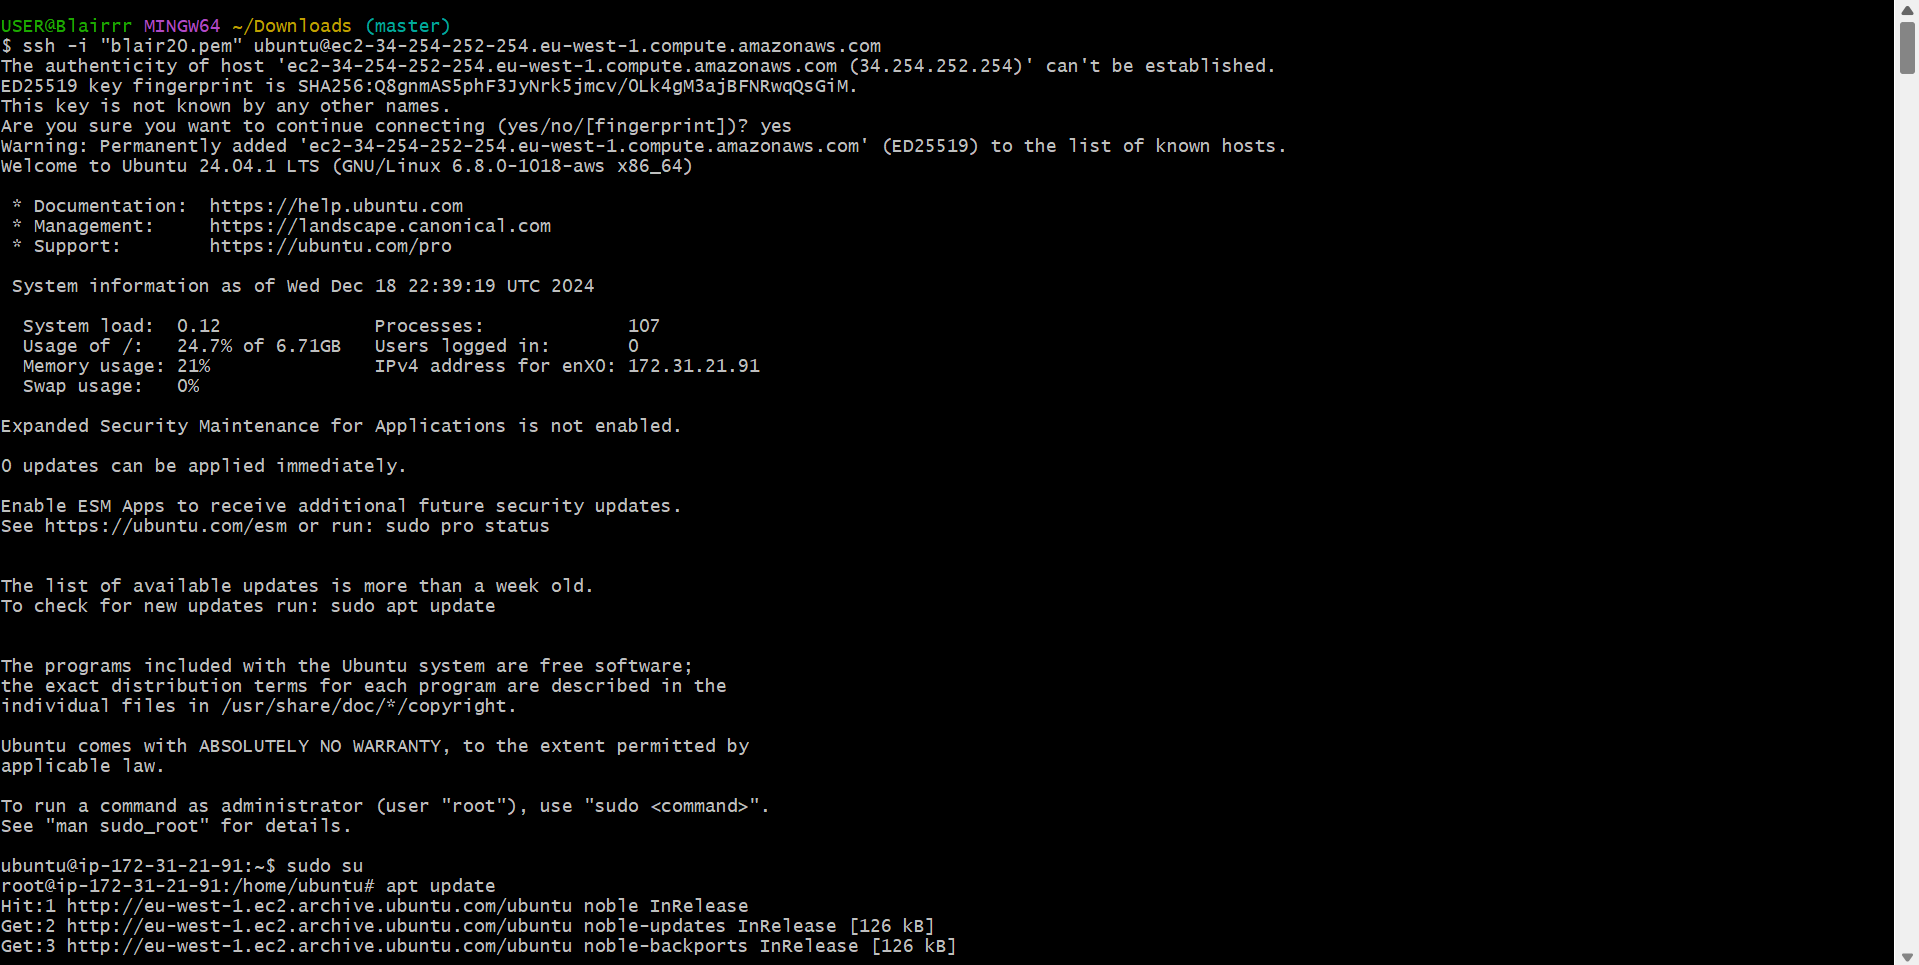 USER@Blairrr MINGW64 ~/Downloads (master)
$ ssh -i "blair20.pem" ubuntu@ec2-34-254-252-254.eu-west-1.compute.amazonaws.com
The authenticity of host 'ec2-34-254-252-254.eu-west-1.compute.amazonaws.com (34.254.252.254)' can't be established.
ED25519 key fingerprint is SHA256:Q8gnmAS5phF3JyNrk5jmcv/OLk4gM3ajBFNRwqQsGiM.
This key is not known by any other names.
Are you sure you want to continue connecting (yes/no/[fingerprint])? yes
Warning: Permanently added 'ec2-34-254-252-254.eu-west-1.compute.amazonaws.com' (ED25519) to the list of known hosts.
Welcome to Ubuntu 24.04.1 LTS (GNU/Linux 6.8.0-1018-aws x86_64)

 * Documentation:  https://help.ubuntu.com
 * Management:     https://landscape.canonical.com
 * Support:        https://ubuntu.com/pro

 System information as of Wed Dec 18 22:39:19 UTC 2024

  System load:  0.12              Processes:             107
  Usage of /:   24.7% of 6.71GB   Users logged in:       0
  Memory usage: 21%               IPv4 address for enX0: 172.31.21.91
  Swap usage:   0%

Expanded Security Maintenance for Applications is not enabled.

0 updates can be applied immediately.

Enable ESM Apps to receive additional future security updates.
See https://ubuntu.com/esm or run: sudo pro status


The list of available updates is more than a week old.
To check for new updates run: sudo apt update


The programs included with the Ubuntu system are free software;
the exact distribution terms for each program are described in the
individual files in /usr/share/doc/*/copyright.

Ubuntu comes with ABSOLUTELY NO WARRANTY, to the extent permitted by
applicable law.

To run a command as administrator (user "root"), use "sudo <command>".
See "man sudo_root" for details.

ubuntu@ip-172-31-21-91:~$ sudo su
root@ip-172-31-21-91:/home/ubuntu# apt update
Hit:1 http://eu-west-1.ec2.archive.ubuntu.com/ubuntu noble InRelease
Get:2 http://eu-west-1.ec2.archive.ubuntu.com/ubuntu noble-updates InRelease [126 kB]
Get:3 http://eu-west-1.ec2.archive.ubuntu.com/ubuntu noble-backports InRelease [126 kB]